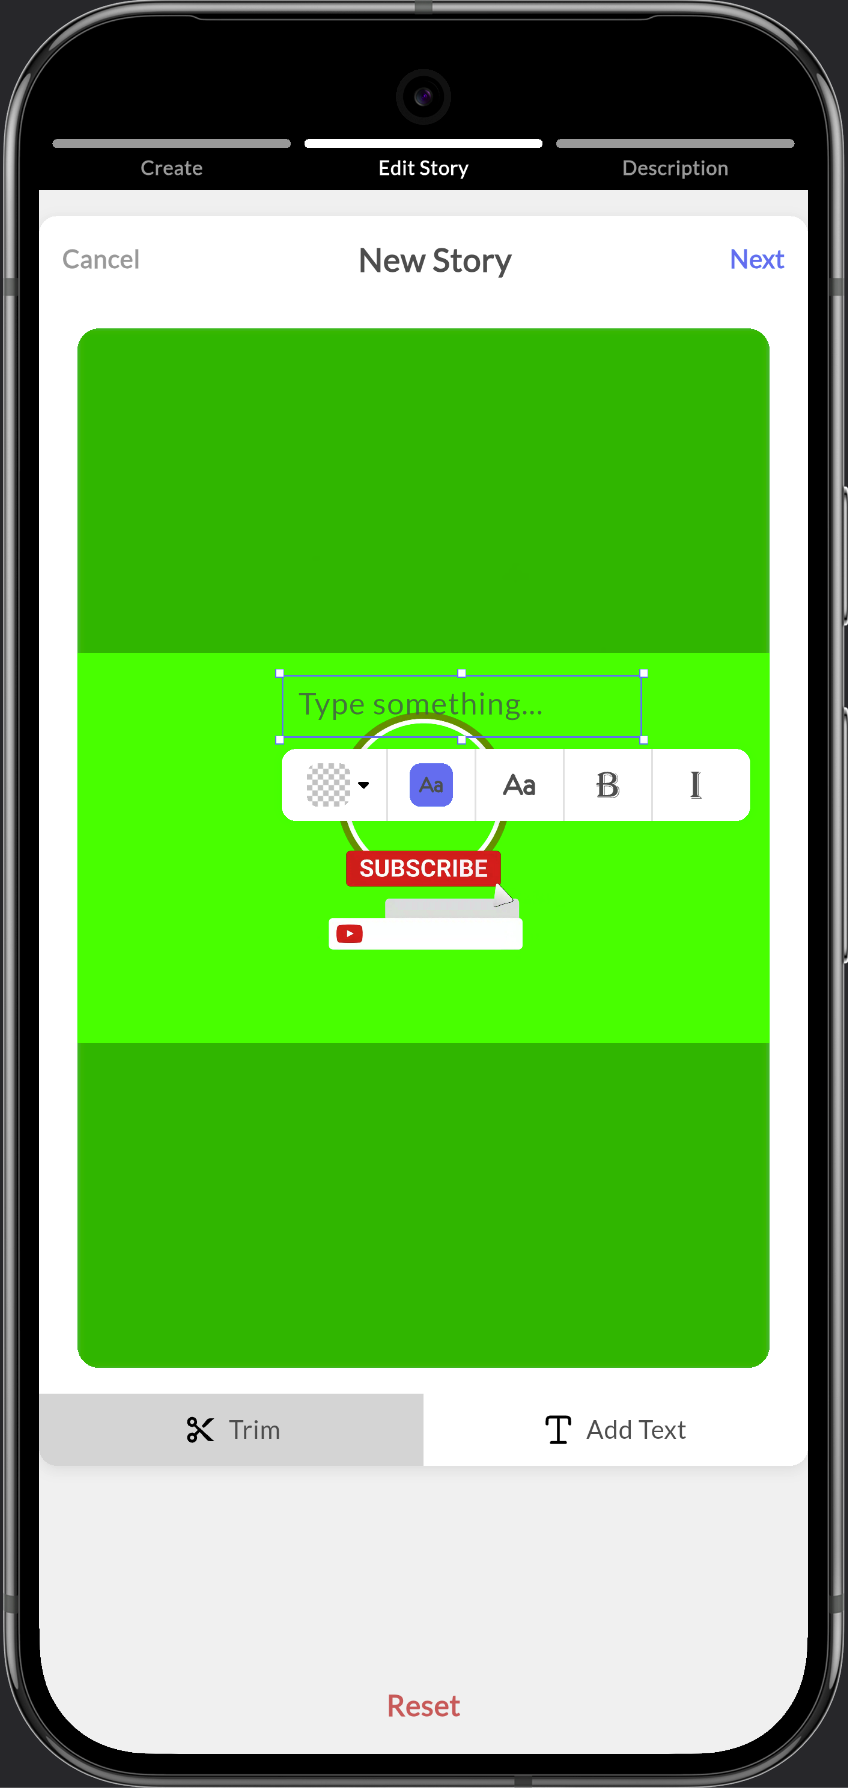 Create Edit Story Description
Cancel New Story Next
Type something...
Aa Aa B I
SUBSCRIBE
Trim Add Text
Reset